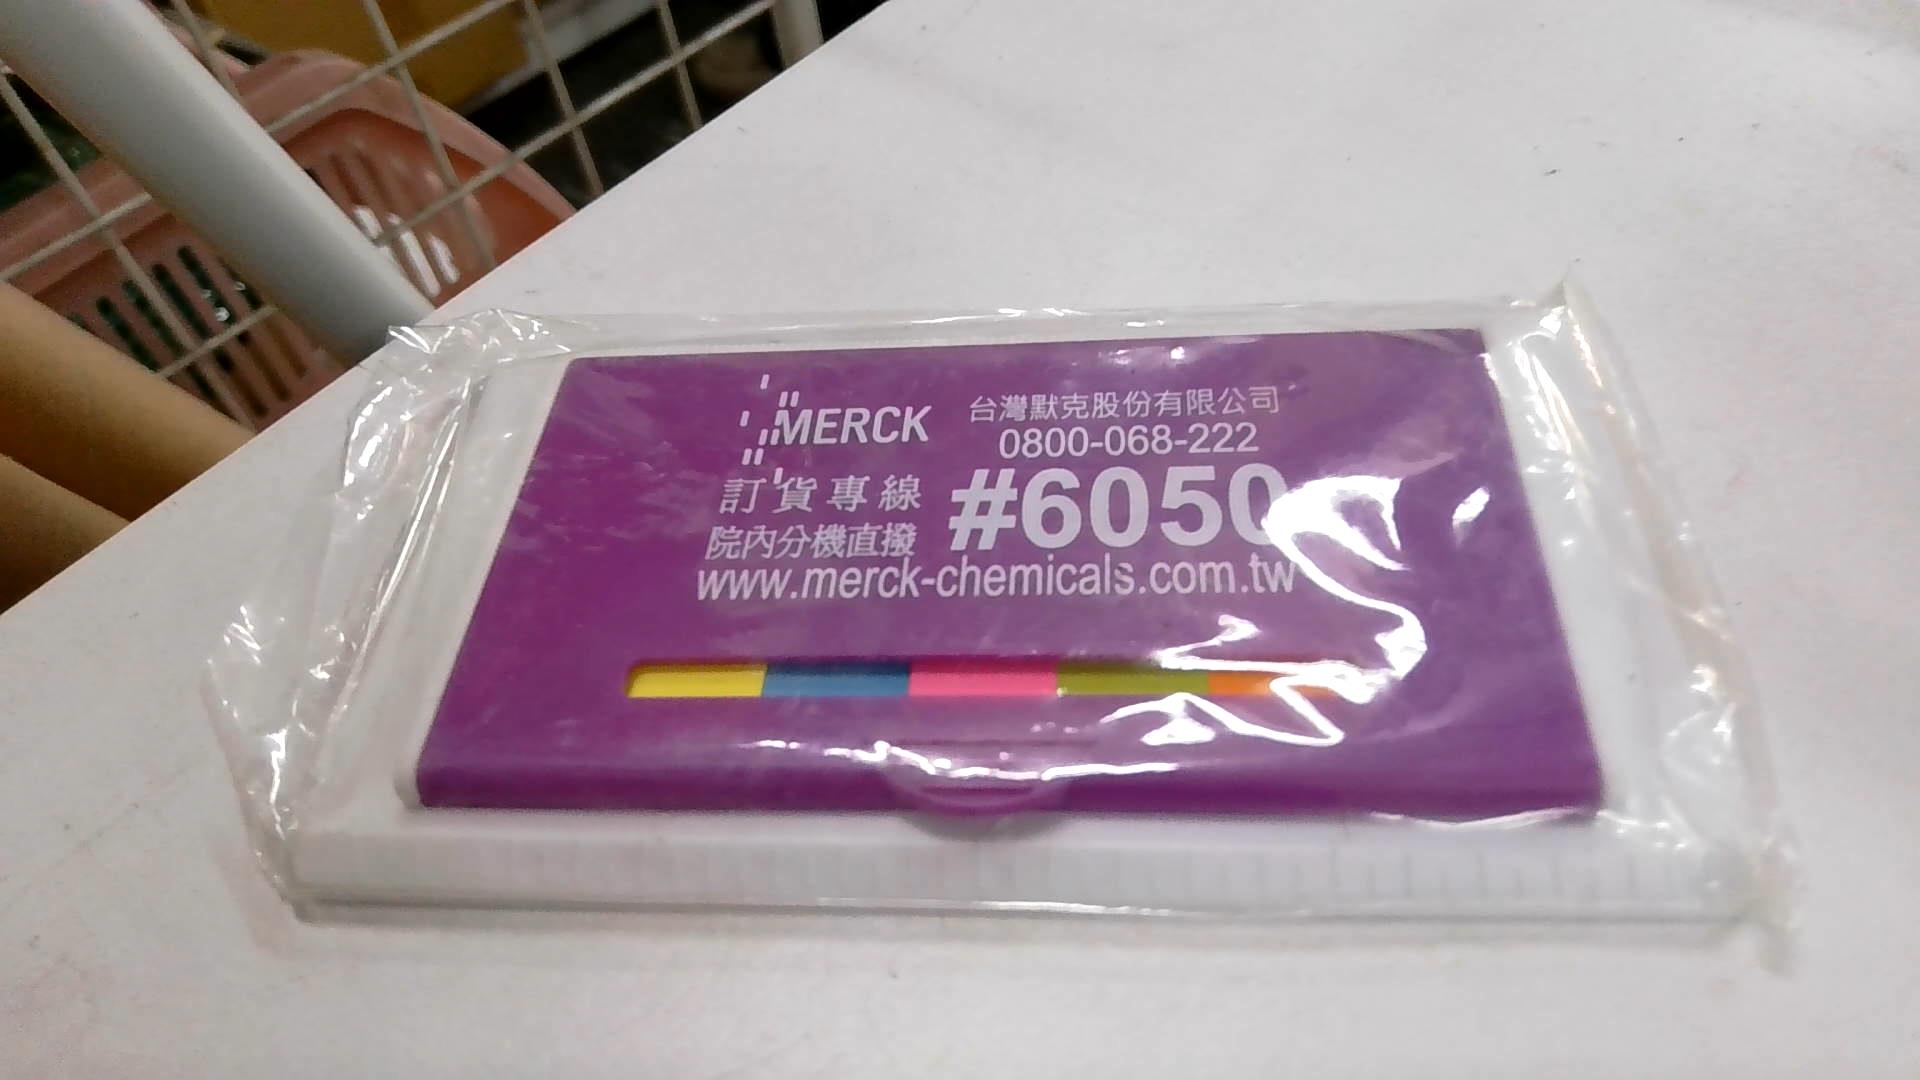 MERCK
台灣默克股份有限公司
0800-068-222
訂貨專線
院內分機直撥
#6050
www.merck-chemicals.com.tw